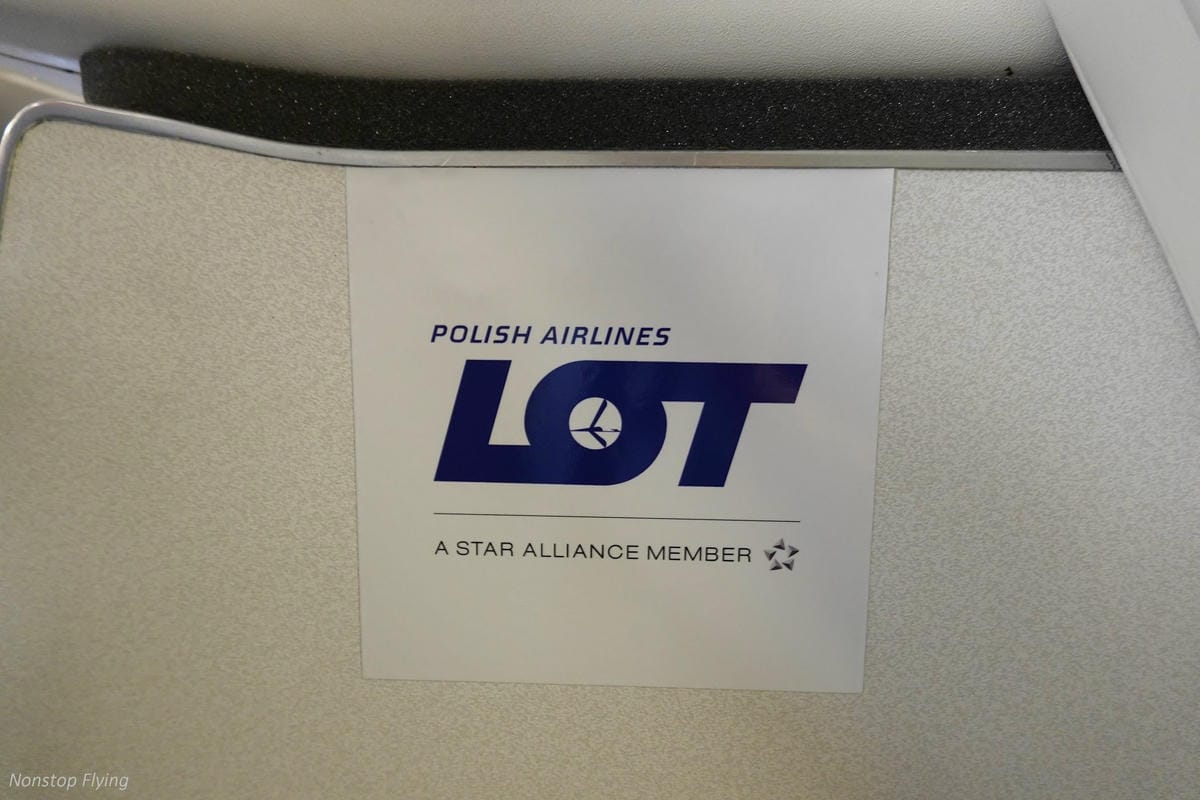 POLISH AIRLINES
LOT
A STAR ALLIANCE MEMBER
Nonstop Flying